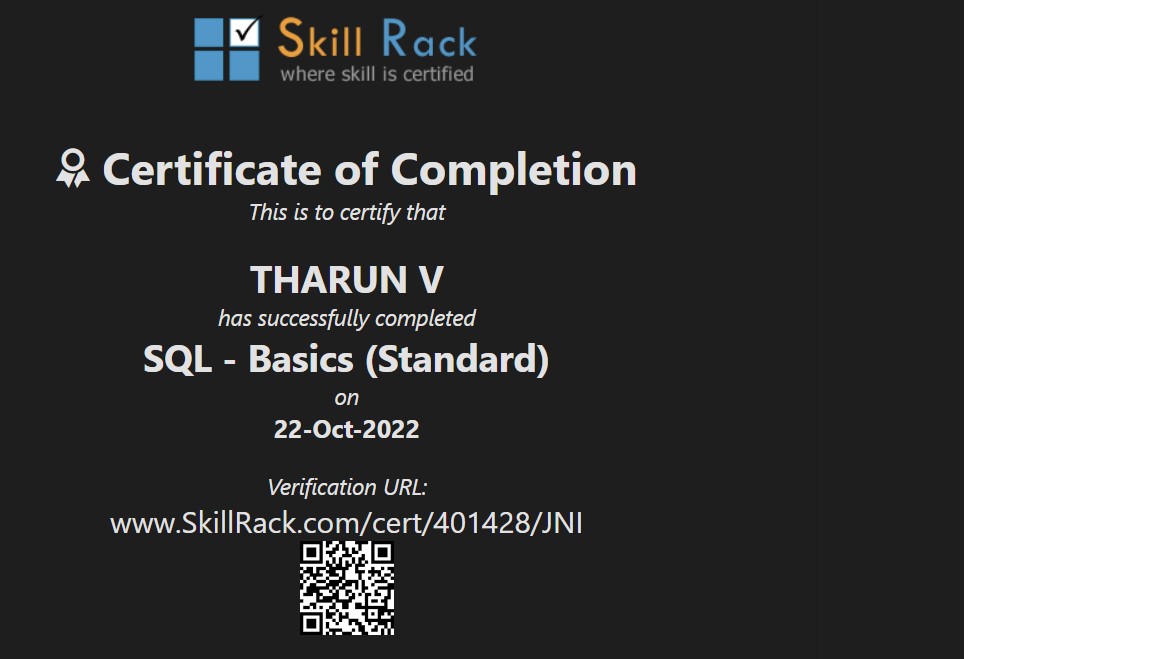 Skill Rack
where skill is certified
Certificate of Completion
This is to certify that
THARUN V
has successfully completed
SQL - Basics (Standard)
on
22-Oct-2022
Verification URL:
www.SkillRack.com/cert/401428/JNI